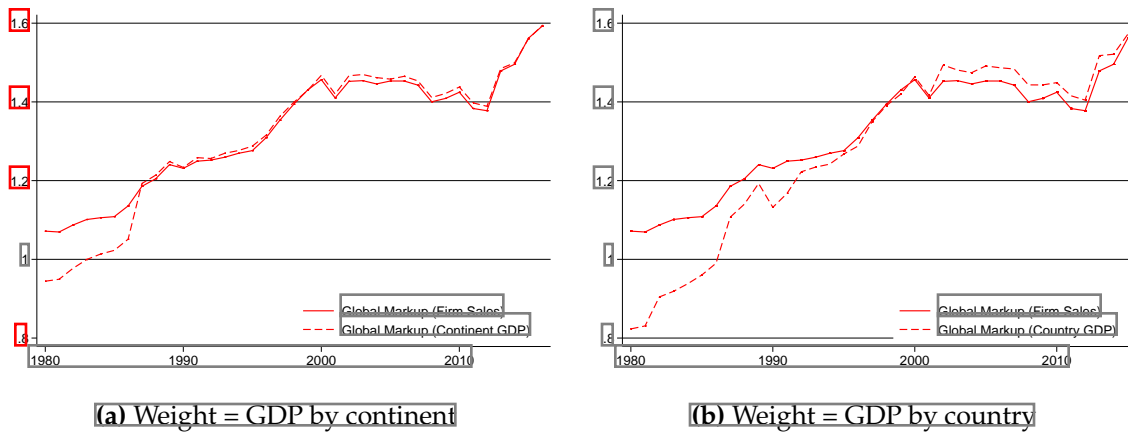 1.6
1.4
1.2
1
.8
Global Markup (Firm Sales)
Global Markup (Continent GDP)
1980 1990 2000 2010
(a) Weight = GDP by continent
1.6
1.4
1.2
1
.8
Global Markup (Firm Sales)
Global Markup (Country GDP)
1980 1990 2000 2010
(b) Weight = GDP by country